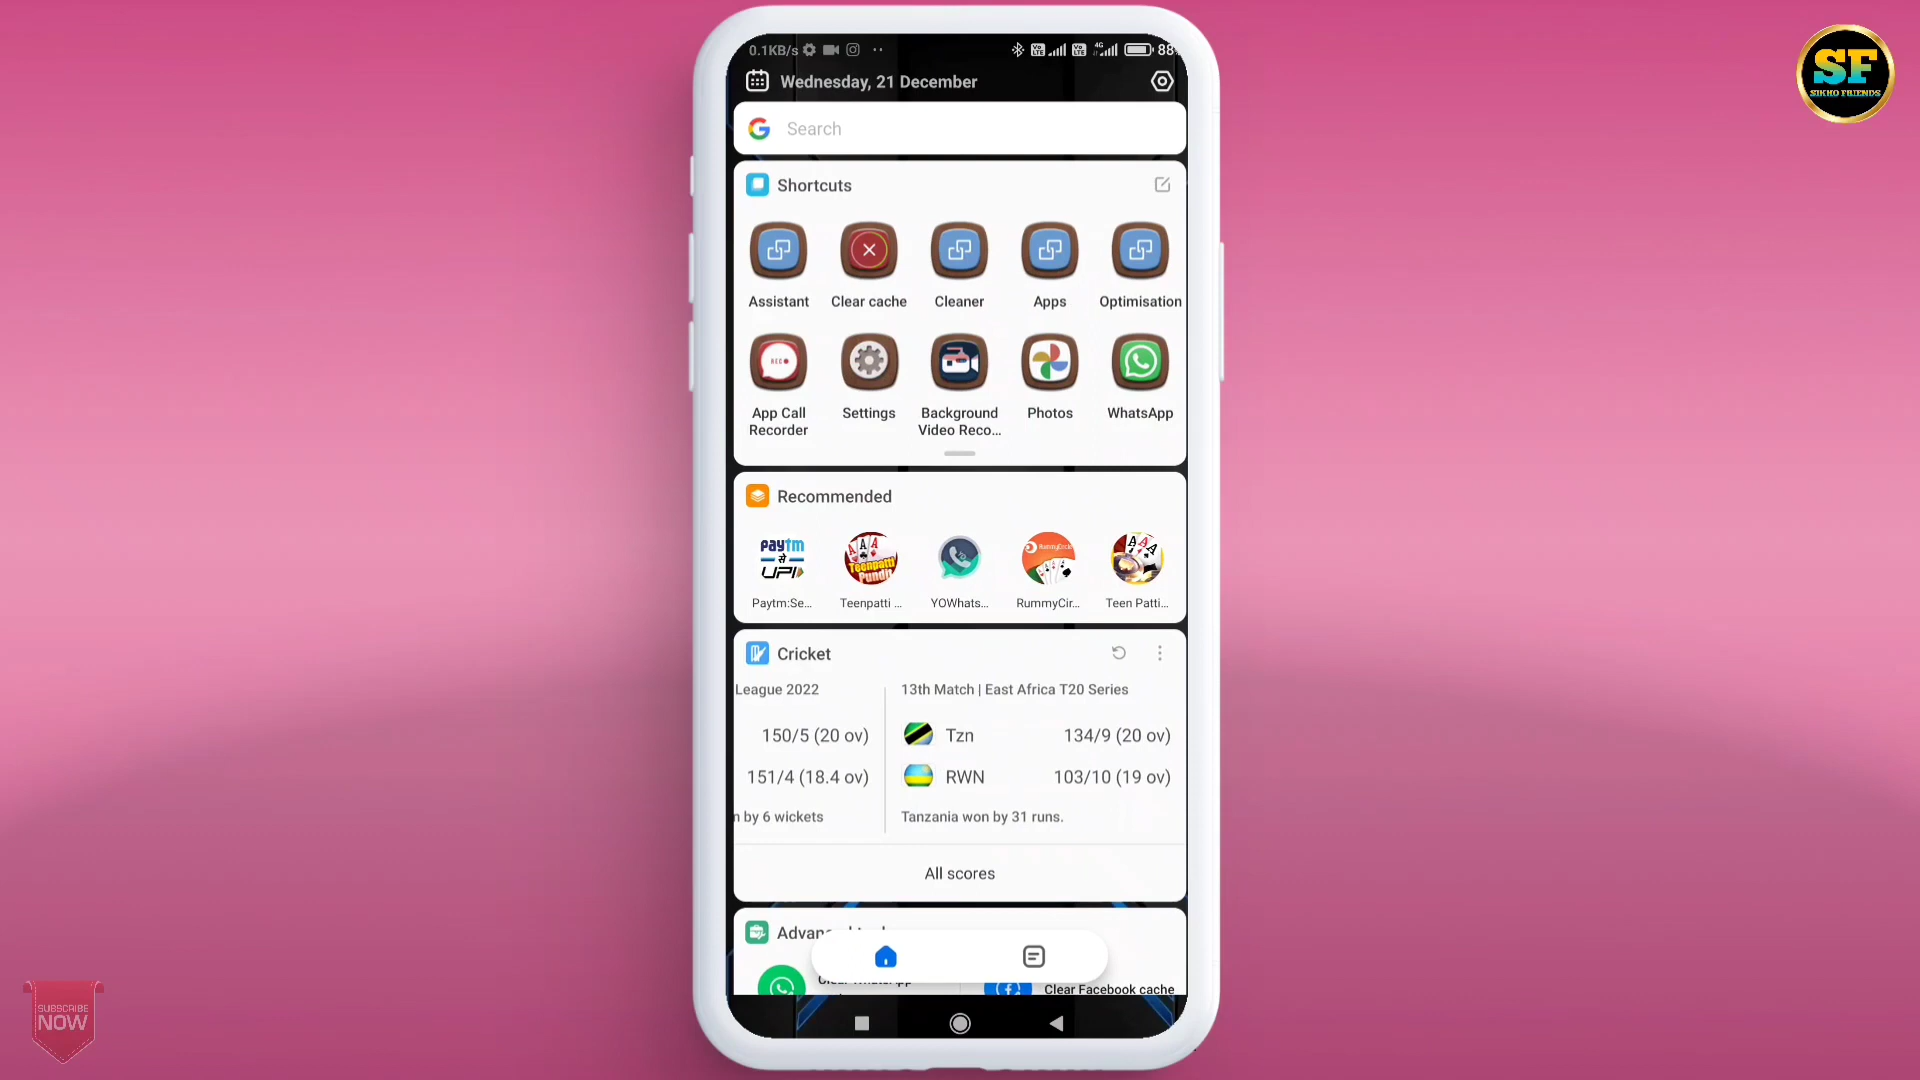 0.1KB/s 88
Wednesday, 21 December
SF
SIKHO FRIENDS
Search
Shortcuts
Assistant Clear cache Cleaner Apps Optimisation
App Call Recorder Settings Background Video Reco... Photos WhatsApp
Recommended
Paytm:Se... Teenpatti ... YOWhats... RummyCir... Teen Patti...
Cricket
League 2022 13th Match | East Africa T20 Series
150/5 (20 ov) Tzn 134/9 (20 ov)
151/4 (18.4 ov) RWN 103/10 (19 ov)
n by 6 wickets Tanzania won by 31 runs.
All scores
Clear Facebook cache
SUBSCRIBE
NOW